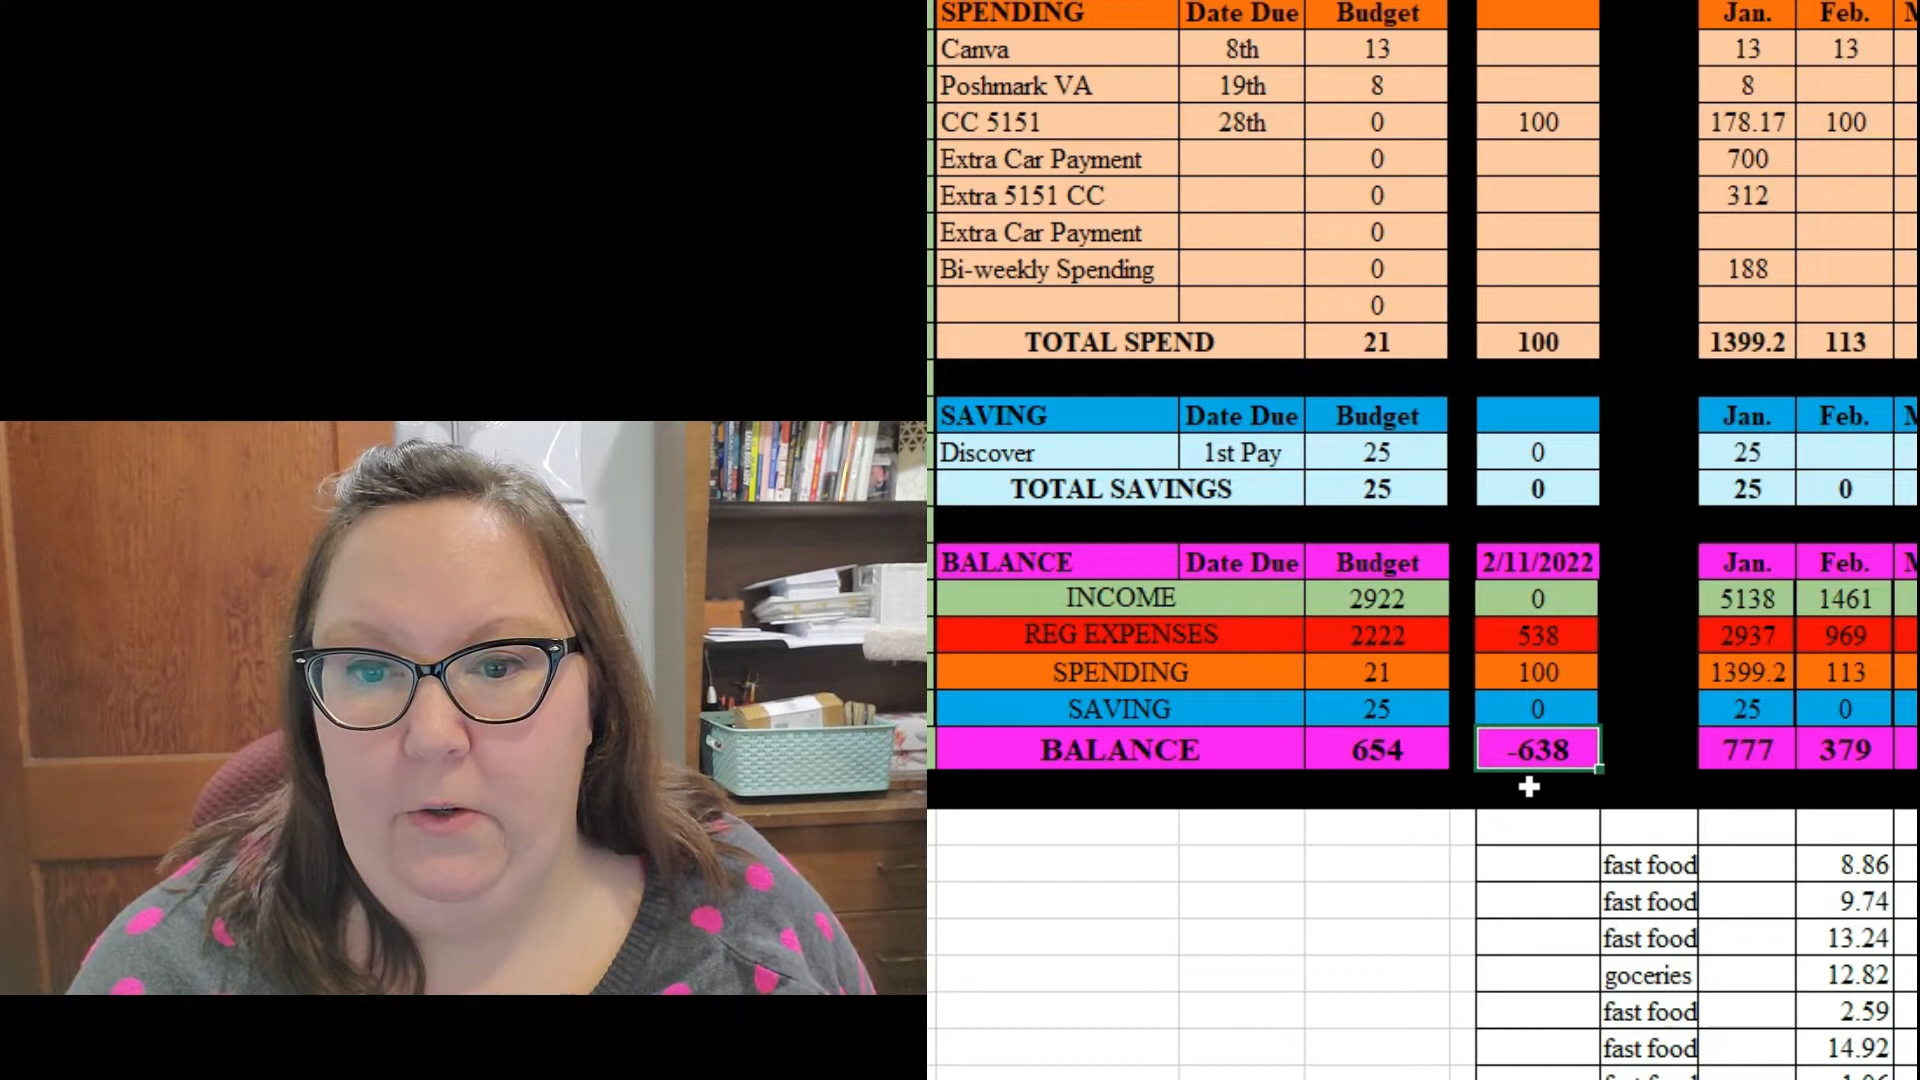 SPENDING Date Due Budget Jan. Feb.
Canva 8th 13 13 13
Poshmark VA 19th 8 8
CC 5151 28th 0 100 178.17 100
Extra Car Payment 0 700
Extra 5151 CC 0 312
Extra Car Payment 0
Bi-weekly Spending 0 188
0
TOTAL SPEND 21 100 1399.2 113
SAVING Date Due Budget Jan. Feb.
Discover 1st Pay 25 0 25
TOTAL SAVINGS 25 0 25 0
BALANCE Date Due Budget 2/11/2022 Jan. Feb.
INCOME 2922 0 5138 1461
REG EXPENSES 2222 538 2937 969
SPENDING 21 100 1399.2 113
SAVING 25 0 25 0
BALANCE 654 -638 777 379
fast food 8.86
fast food 9.74
fast food 13.24
goceries 12.82
fast food 2.59
fast food 14.92